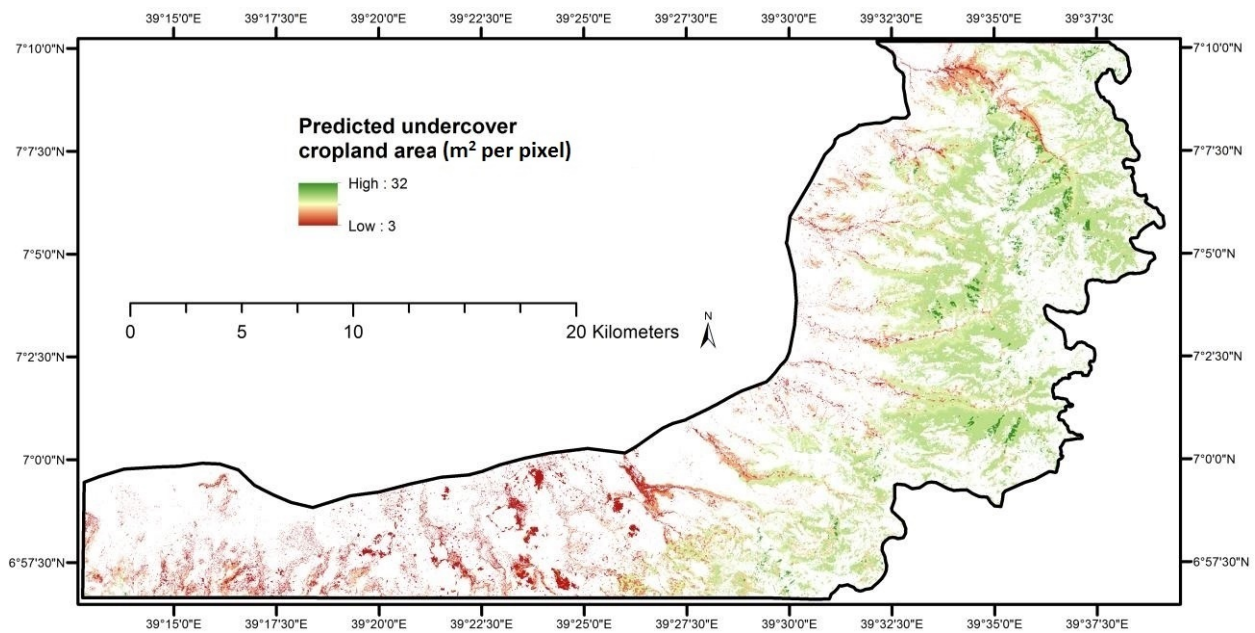 39°15'0"E 39°17'30"E 39°20'0"E 39°22'30"E 39°25'0"E 39°27'30"E 39°30'0"E 39°32'30"E 39°35'0"E 39°37'30
7°10'0"N 7°10'0"N
Predicted undercover
cropland area (m² per pixel)
7°7'30"N 7°7'30"N
High : 32
Low : 3
7°5'0"N 7°5'0"N
0 5 10 20 Kilometers
N
7°2'30"N 7°2'30"N
7°0'0"N 7°0'0"N
6°57'30"N 6°57'30"N
39°15'0"E 39°17'30"E 39°20'0"E 39°22'30"E 39°25'0"E 39°27'30"E 39°30'0"E 39°32'30"E 39°35'0"E 39°37'30